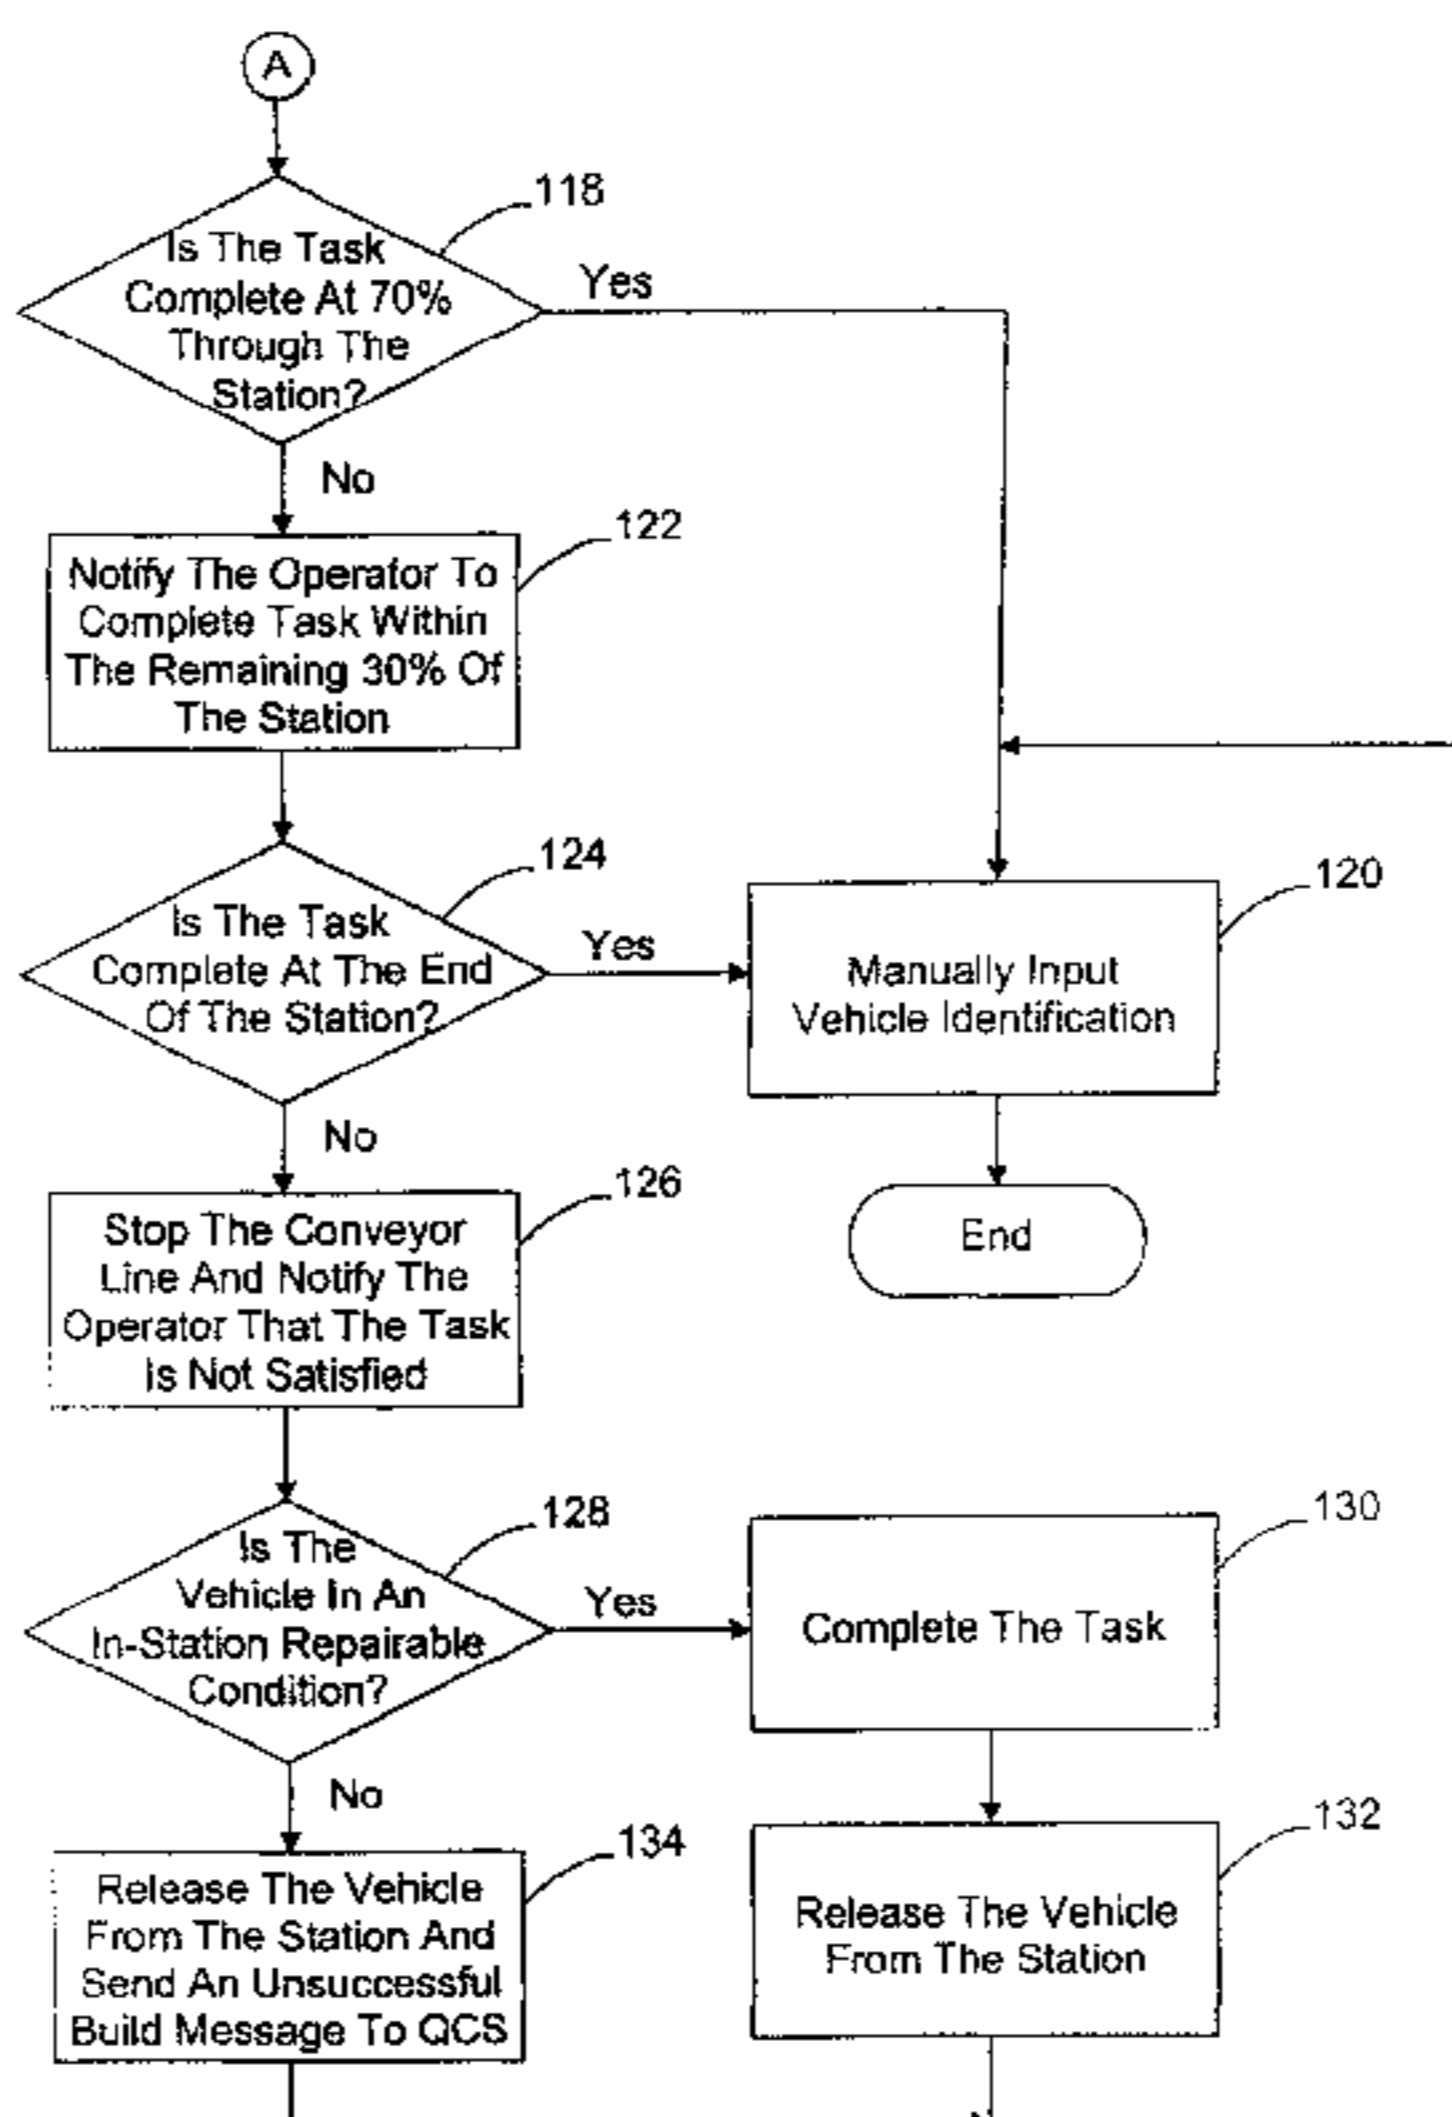 A
118
Is The Task
Complete At 70%
Through The
Station?
Yes
No
122
Notify The Operator To
Complete Task Within
The Remaining 30% Of
The Station
124
Is The Task
Complete At The End
Of The Station?
Yes
120
Manually Input
Vehicle Identification
No
End
126
Stop The Conveyor
Line And Notify The
Operator That The Task
Is Not Satisfied
128
Is The
Vehicle In An
In-Station Repairable
Condition?
Yes
130
Complete The Task
No
132
Release The Vehicle
From The Station
134
Release The Vehicle
From The Station And
Send An Unsuccessful
Build Message To QCS